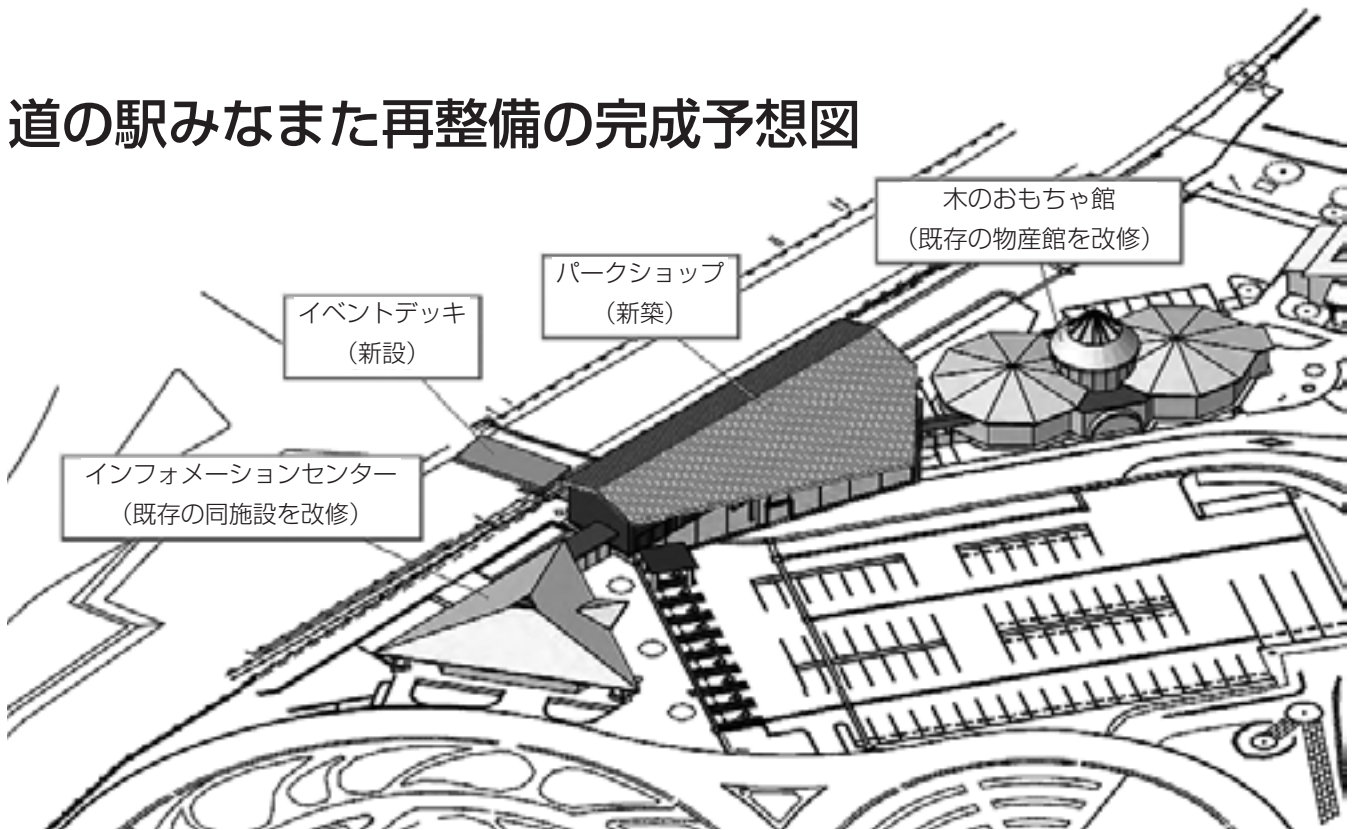 道の駅みなまた再整備の完成予想図
木のおもちゃ館
（既存の物産館を改修）
パークショップ
（新築）
イベントデッキ
（新設）
インフォメーションセンター
（既存の同施設を改修）